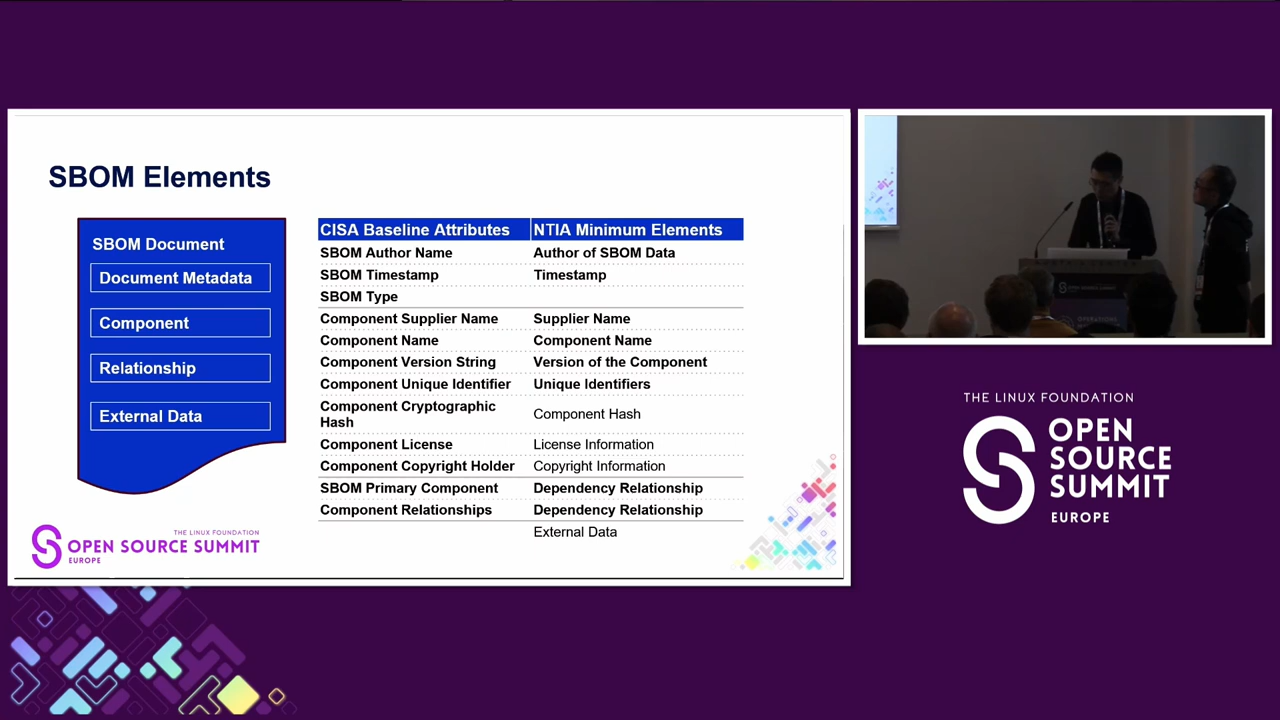 SBOM Elements
SBOM Document
Document Metadata
Component
Relationship
External Data
CISA Baseline Attributes NTIA Minimum Elements
SBOM Author Name Author of SBOM Data
SBOM Timestamp Timestamp
SBOM Type
Component Supplier Name Supplier Name
Component Name Component Name
Component Version String Version of the Component
Component Unique Identifier Unique Identifiers
Component Cryptographic
Hash
Component Hash
Component License License Information
Component Copyright Holder Copyright Information
SBOM Primary Component Dependency Relationship
Component Relationships Dependency Relationship
External Data
THE LINUX FOUNDATION
OPEN SOURCE SUMMIT
EUROPE
THE LINUX FOUNDATION
OPEN
SOURCE
SUMMIT
EUROPE